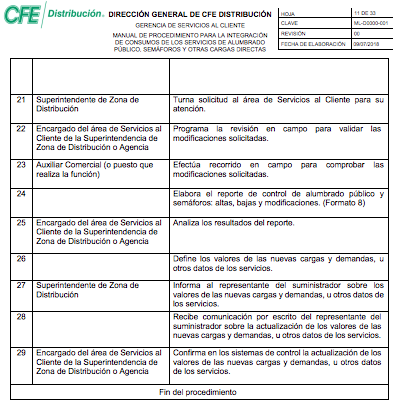 CFE Distribución®
DIRECCIÓN GENERAL DE CFE DISTRIBUCIÓN
GERENCIA DE SERVICIOS AL CLIENTE
MANUAL DE PROCEDIMIENTO PARA LA INTEGRACIÓN
DE CONSUMOS DE LOS SERVICIOS DE ALUMBRADO
PÚBLICO, SEMÁFOROS Y OTRAS CARGAS DIRECTAS
HOJA 11 DE 33
CLAVE ML-D0000-001
REVISIÓN 00
FECHA DE ELABORACIÓN 09/07/2018
21 Superintendente de Zona de Turna solicitud al área de Servicios al Cliente para su
Distribución atención.
22 Encargado del área de Servicios al Programa la revisión en campo para validar las
Cliente de la Superintendencia de modificaciones solicitadas.
Zona de Distribución o Agencia
23 Auxiliar Comercial (o puesto que Efectúa recorrido en campo para comprobar las
realiza la función) modificaciones solicitadas.
24 Elabora el reporte de control de alumbrado público y
semáforos: altas, bajas y modificaciones. (Formato 8)
25 Encargado del área de Servicios al Analiza los resultados del reporte.
Cliente de la Superintendencia de
Zona de Distribución o Agencia
26 Define los valores de las nuevas cargas y demandas, u
otros datos de los servicios.
27 Superintendente de Zona de Informa al representante del suministrador sobre los
Distribución valores de las nuevas cargas y demandas, u otros datos de
los servicios.
28 Recibe comunicación por escrito del representante del
suministrador sobre la actualización de los valores de las
nuevas cargas y demandas, u otros datos de los servicios.
29 Encargado del área de Servicios al Confirma en sistemas de control la actualización de los
Cliente de la Superintendencia de valores de las nuevas cargas y demandas, u otros datos
Zona de Distribución o Agencia de los servicios.
Fin del procedimiento